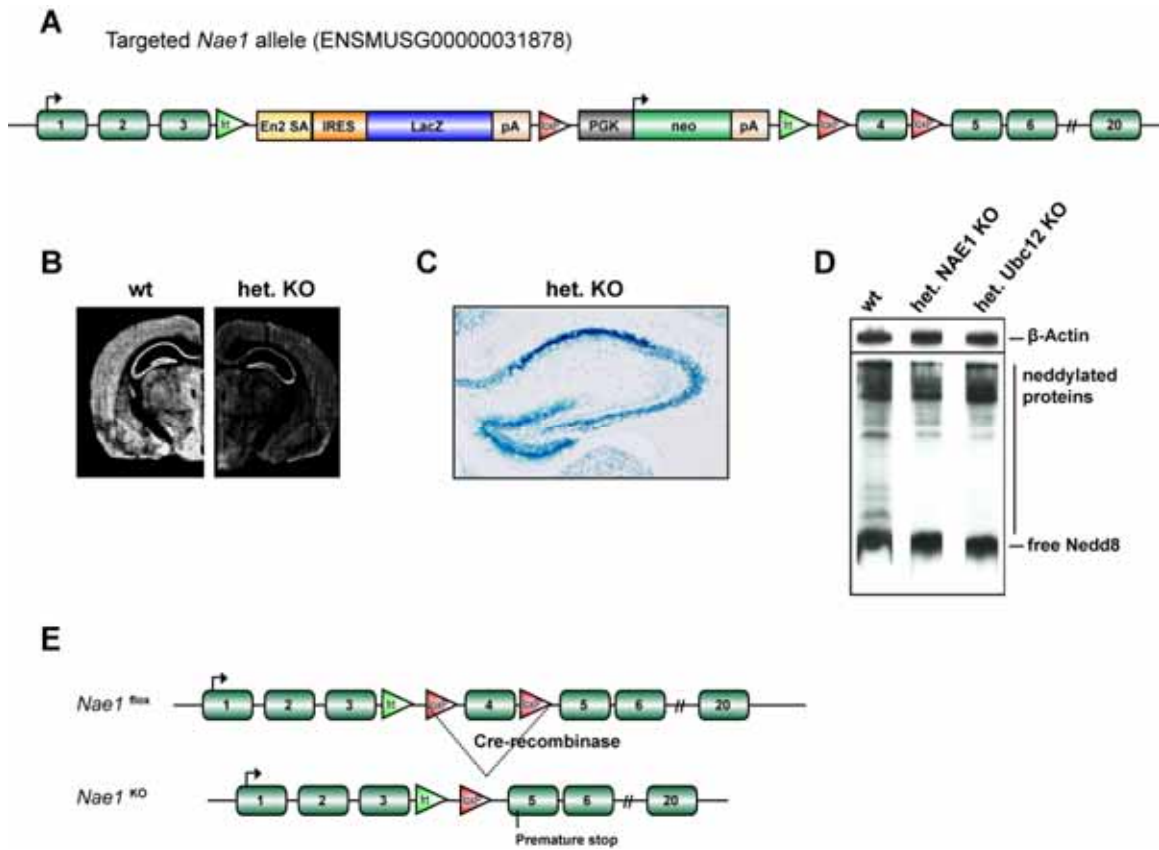 A
Targeted Nae1 allele (ENSMUSG00000031878)
1 2 3 frt En2 SA IRES LacZ pA loxP PGK neo pA frt loxP 4 loxP 5 6 // 20
B
wt het. KO
C
het. KO
D
wt
het. NAE1 KO
het. Ubc12 KO
β-Actin
neddylated
proteins
free Nedd8
E
Nae1 flox 1 2 3 frt loxP 4 loxP 5 6 // 20
Cre-recombinase
Nae1 KO 1 2 3 frt loxP 5 6 // 20
Premature stop